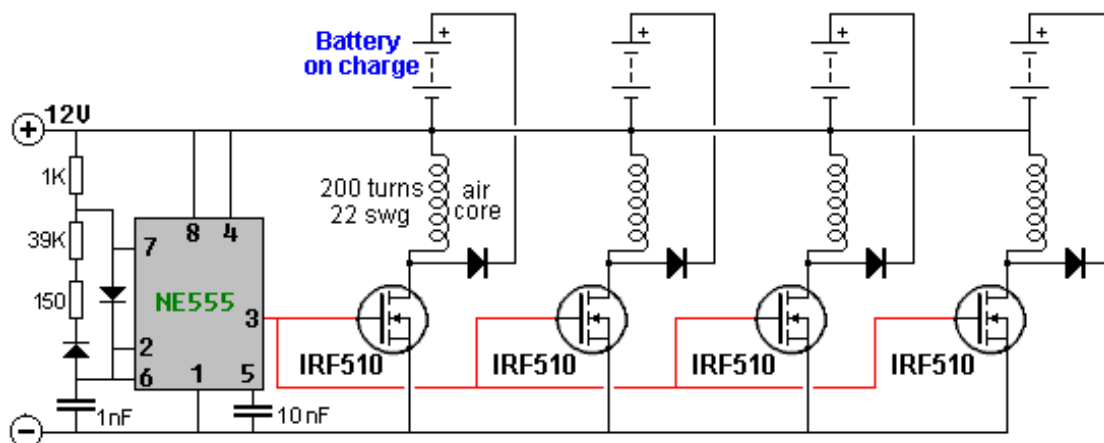 Battery
on charge
12V
1K
39K
150
200 turns
22 swg
air
core
8 4
7
NE555
3
2
6 1 5
1nF
10nF
IRF510
IRF510
IRF510
IRF510
+
+
+
+
+
-